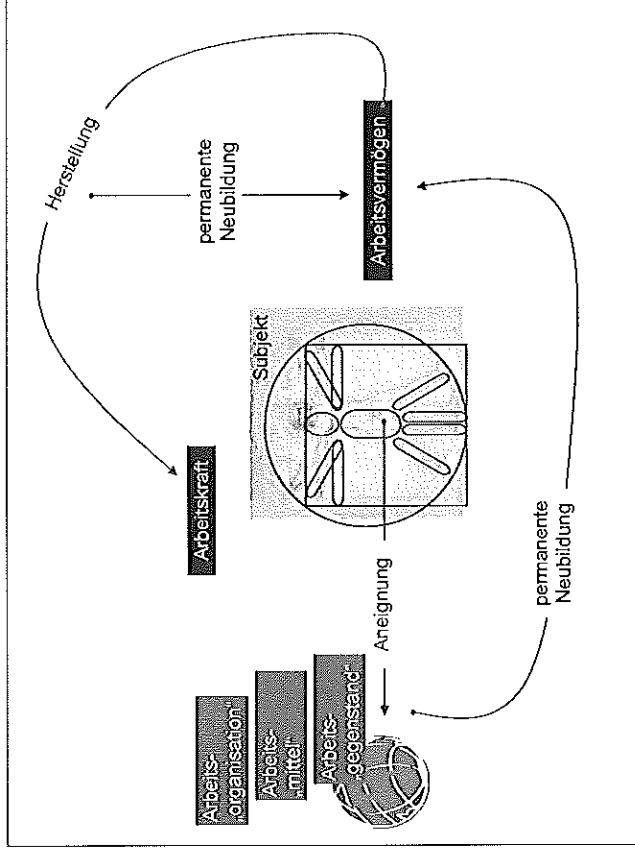 Herstellung
Arbeits-
„organisation“
Arbeitskraft
permanente
Neubildung
Arbeits-
„mittel“
Subjekt
Arbeits-
„gegenstand“
Aneignung
Arbeitsvermögen
permanente
Neubildung